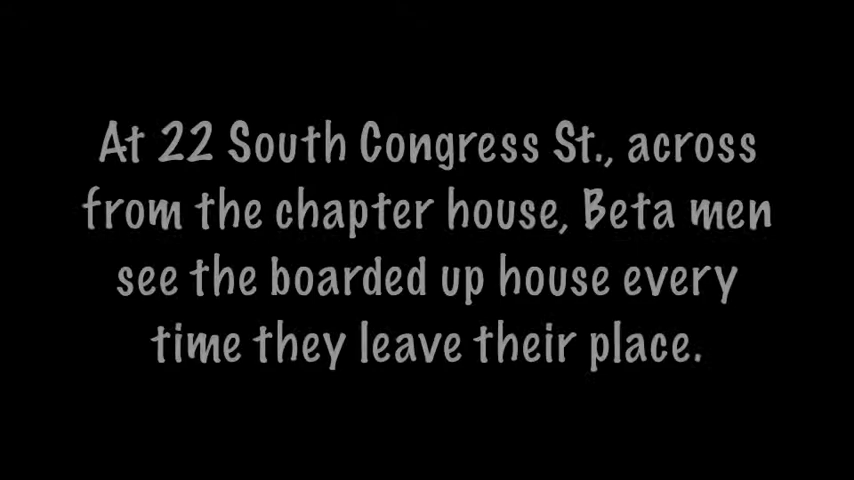 At 22 South Congress St., across
from the chapter house, Beta men
see the boarded up house every
time they leave their place.